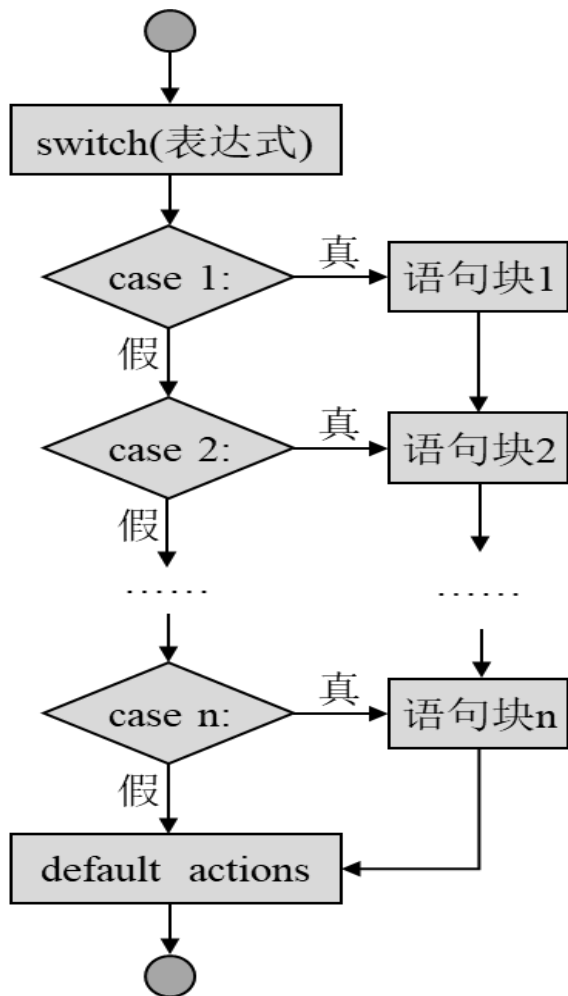 switch(表达式)
case 1:
真
语句块1
假
case 2:
真
语句块2
假
......
......
case n:
真
语句块n
假
default actions